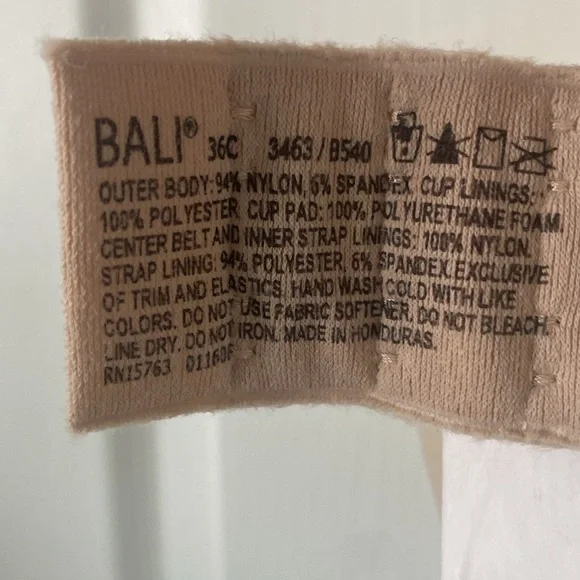 BALI® 36C 3463/B540
OUTER BODY: 94% NYLON, 6% SPANDEX. CUP LININGS:
100% POLYESTER. CUP PAD: 100% POLYURETHANE FOAM.
CENTER BELT AND INNER STRAP LININGS: 100% NYLON.
STRAP LINING: 94% POLYESTER, 6% SPANDEX. EXCLUSIVE
OF TRIM AND ELASTICS. HAND WASH COLD WITH LIKE
COLORS. DO NOT USE FABRIC SOFTENER. DO NOT BLEACH.
LINE DRY. DO NOT IRON. MADE IN HONDURAS.
RN15763 01160F